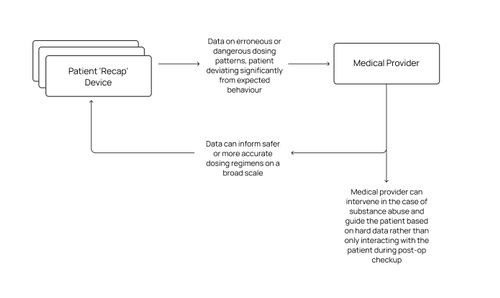 Data on erroneous or
dangerous dosing
patterns, patient
deviating significantly
from expected
behaviour
Patient 'Recap'
Device
Medical Provider
Data can inform safer
or more accurate
dosing regimens on a
broad scale
Medical provider can
intervene in the case of
substance abuse and
guide the patient based
on hard data rather than
only interacting with the
patient during post-op
checkup